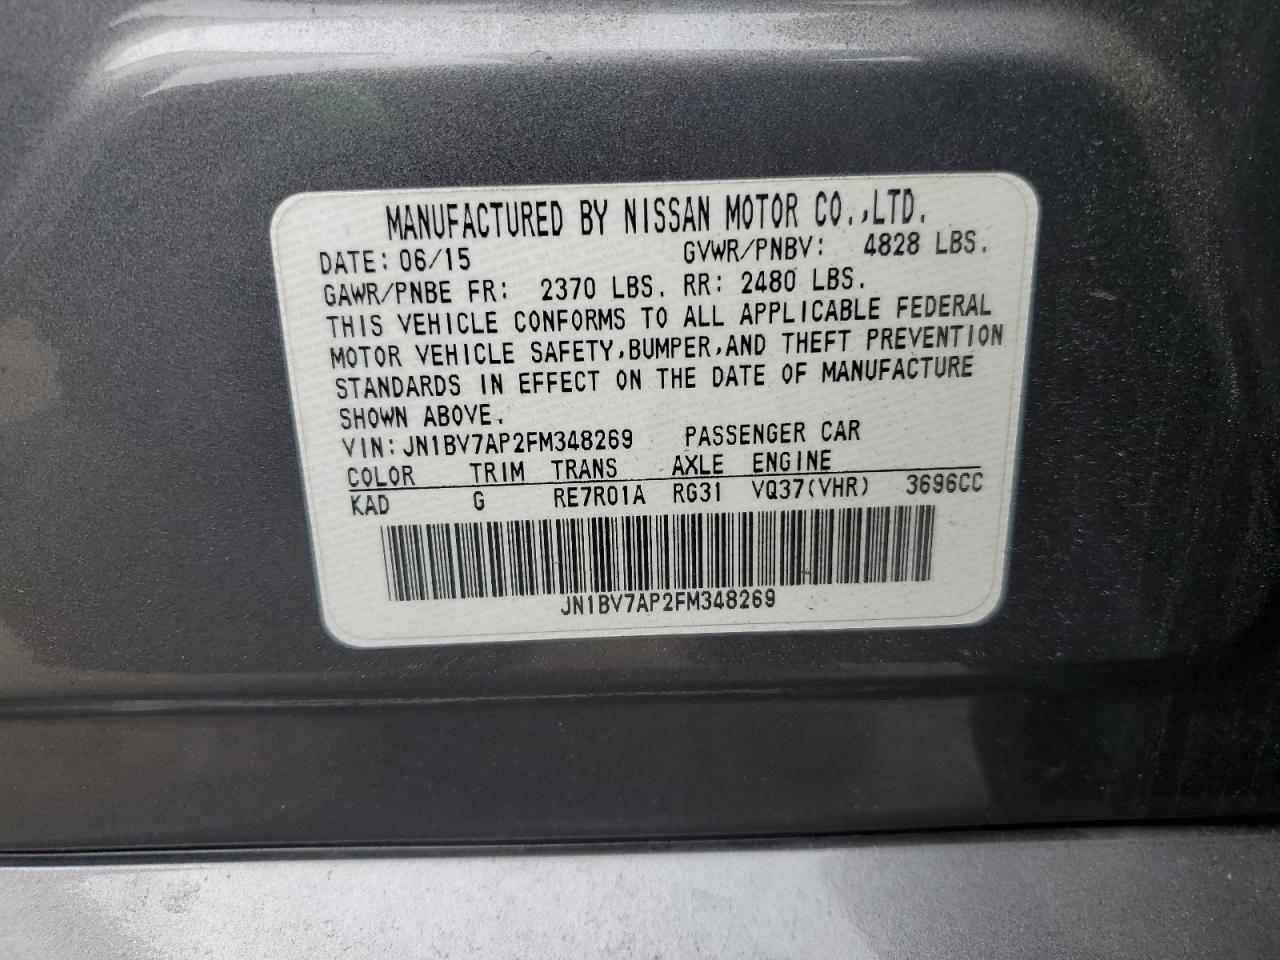 MANUFACTURED BY NISSAN MOTOR CO.,LTD.
DATE: 06/15 GVWR/PNBV: 4828 LBS.
GAWR/PNBE FR: 2370 LBS. RR: 2480 LBS.
THIS VEHICLE CONFORMS TO ALL APPLICABLE FEDERAL
MOTOR VEHICLE SAFETY,BUMPER,AND THEFT PREVENTION
STANDARDS IN EFFECT ON THE DATE OF MANUFACTURE
SHOWN ABOVE.
VIN: JN1BV7AP2FM348269 PASSENGER CAR
COLOR TRIM TRANS AXLE ENGINE
KAD G RE7R01A RG31 VQ37(VHR) 3696CC
JN1BV7AP2FM348269